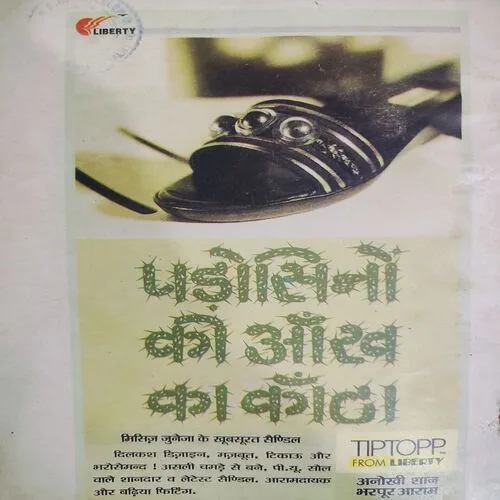 LIBERTY
पड़ोसिनों
की आँख
का काँटा
मिसिज़ जुनेजा के खूबसूरत सैण्डिल
दिलकश डिज़ाइन, मज़बूत, टिकाऊ और
भरोसेमन्द ! असली चमड़े से बने, पी.यू. सोल
वाले शानदार व लेटेस्ट सैण्डिल. आरामदायक
और बढ़िया फिटिंग.
TIPTOPP
FROM LIBERTY
अनोखी शान
भरपूर आराम